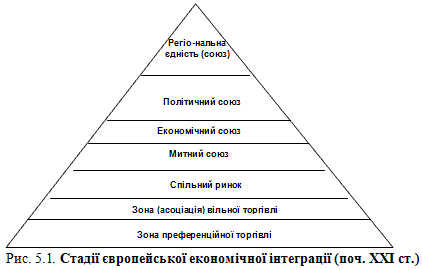 Регіо-нальна
єдність (союз)
Політичний союз
Економічний союз
Митний союз
Спільний ринок
Зона (асоціація) вільної торгівлі
Зона преференційної торгівлі
Рис. 5.1. Стадії європейської економічної інтеграції (поч. XXI ст.)